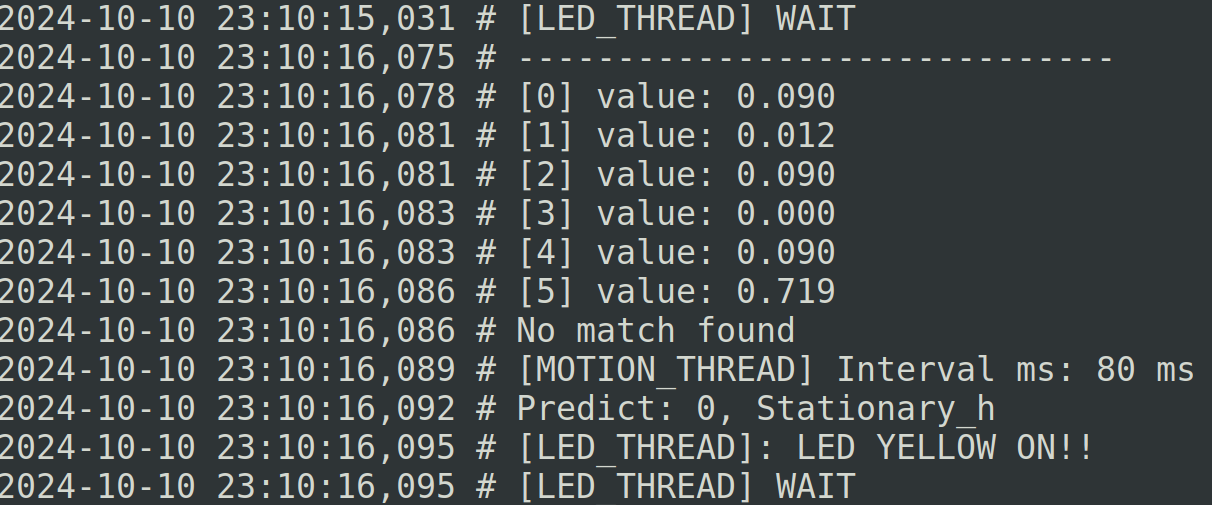 2024-10-10 23:10:15,031 # [LED_THREAD] WAIT
2024-10-10 23:10:16,075 # ------------------------------
2024-10-10 23:10:16,078 # [0] value: 0.090
2024-10-10 23:10:16,081 # [1] value: 0.012
2024-10-10 23:10:16,081 # [2] value: 0.090
2024-10-10 23:10:16,083 # [3] value: 0.000
2024-10-10 23:10:16,083 # [4] value: 0.090
2024-10-10 23:10:16,086 # [5] value: 0.719
2024-10-10 23:10:16,086 # No match found
2024-10-10 23:10:16,089 # [MOTION_THREAD] Interval ms: 80 ms
2024-10-10 23:10:16,092 # Predict: 0, Stationary_h
2024-10-10 23:10:16,095 # [LED_THREAD]: LED YELLOW ON!!
2024-10-10 23:10:16,095 # [LED_THREAD] WAIT